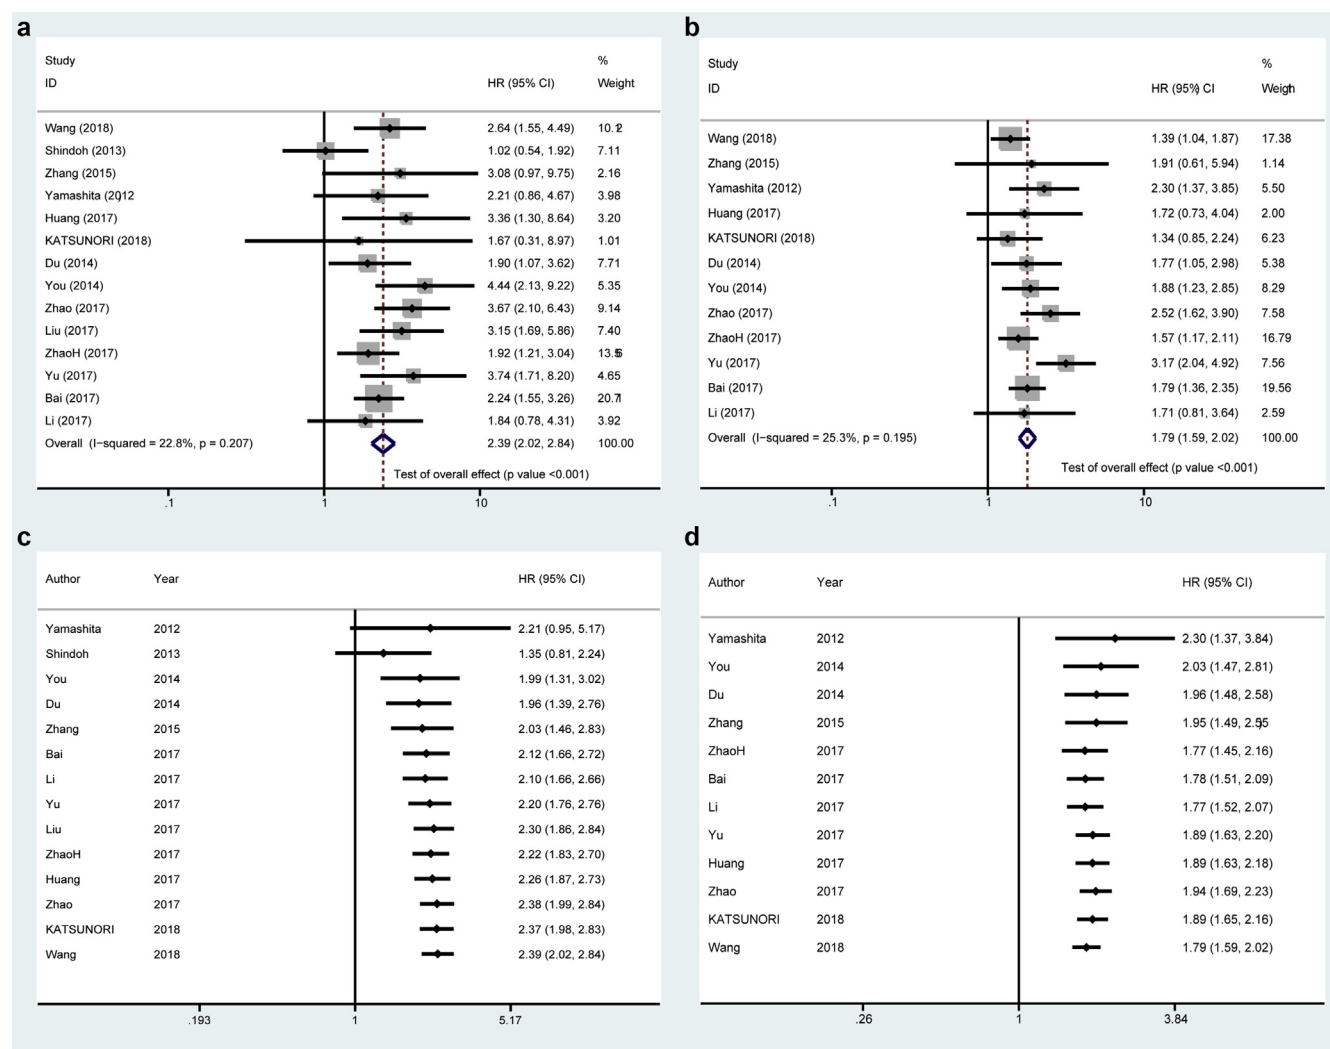 a
Study %
ID HR (95% CI) Weight
Wang (2018) 2.64 (1.55, 4.49) 10.12
Shindoh (2013) 1.02 (0.54, 1.92) 7.11
Zhang (2015) 3.08 (0.97, 9.75) 2.16
Yamashita (2012) 2.21 (0.86, 4.67) 3.98
Huang (2017) 3.36 (1.30, 8.64) 3.20
KATSUNORI (2018) 1.67 (0.31, 8.97) 1.01
Du (2014) 1.90 (1.07, 3.62) 7.71
You (2014) 4.44 (2.13, 9.22) 5.35
Zhao (2017) 3.67 (2.10, 6.43) 9.14
Liu (2017) 3.15 (1.69, 5.86) 7.40
ZhaoH (2017) 1.92 (1.21, 3.04) 13.56
Yu (2017) 3.74 (1.71, 8.20) 4.65
Bai (2017) 2.24 (1.55, 3.26) 20.71
Li (2017) 1.84 (0.78, 4.31) 3.92
Overall (I-squared = 22.8%, p = 0.207) 2.39 (2.02, 2.84) 100.00
Test of overall effect (p value <0.001)
.1 1 10
b
Study %
ID HR (95%) CI Weigh
Wang (2018) 1.39 (1.04, 1.87) 17.38
Zhang (2015) 1.91 (0.61, 5.94) 1.14
Yamashita (2012) 2.30 (1.37, 3.85) 5.50
Huang (2017) 1.72 (0.73, 4.04) 2.00
KATSUNORI (2018) 1.34 (0.85, 2.24) 6.23
Du (2014) 1.77 (1.05, 2.98) 5.38
You (2014) 1.88 (1.23, 2.85) 8.29
Zhao (2017) 2.52 (1.62, 3.90) 7.58
ZhaoH (2017) 1.57 (1.17, 2.11) 16.79
Yu (2017) 3.17 (2.04, 4.92) 7.56
Bai (2017) 1.79 (1.36, 2.35) 19.56
Li (2017) 1.71 (0.81, 3.64) 2.59
Overall (I-squared = 25.3%, p = 0.195) 1.79 (1.59, 2.02) 100.00
Test of overall effect (p value <0.001)
.1 1 10
c
Author Year HR (95% CI)
Yamashita 2012 2.21 (0.95, 5.17)
Shindoh 2013 1.35 (0.81, 2.24)
You 2014 1.99 (1.31, 3.02)
Du 2014 1.96 (1.39, 2.76)
Zhang 2015 2.03 (1.46, 2.83)
Bai 2017 2.12 (1.66, 2.72)
Li 2017 2.10 (1.66, 2.66)
Yu 2017 2.20 (1.76, 2.76)
Liu 2017 2.30 (1.86, 2.84)
ZhaoH 2017 2.22 (1.83, 2.70)
Huang 2017 2.26 (1.87, 2.73)
Zhao 2017 2.38 (1.99, 2.84)
KATSUNORI 2018 2.37 (1.98, 2.83)
Wang 2018 2.39 (2.02, 2.84)
.193 1 5.17
d
Author Year HR (95% CI)
Yamashita 2012 2.30 (1.37, 3.84)
You 2014 2.03 (1.47, 2.81)
Du 2014 1.96 (1.48, 2.58)
Zhang 2015 1.95 (1.49, 2.55)
ZhaoH 2017 1.77 (1.45, 2.16)
Bai 2017 1.78 (1.51, 2.09)
Li 2017 1.77 (1.52, 2.07)
Yu 2017 1.89 (1.63, 2.20)
Huang 2017 1.89 (1.63, 2.18)
Zhao 2017 1.94 (1.69, 2.23)
KATSUNORI 2018 1.89 (1.65, 2.16)
Wang 2018 1.79 (1.59, 2.02)
.26 1 3.84